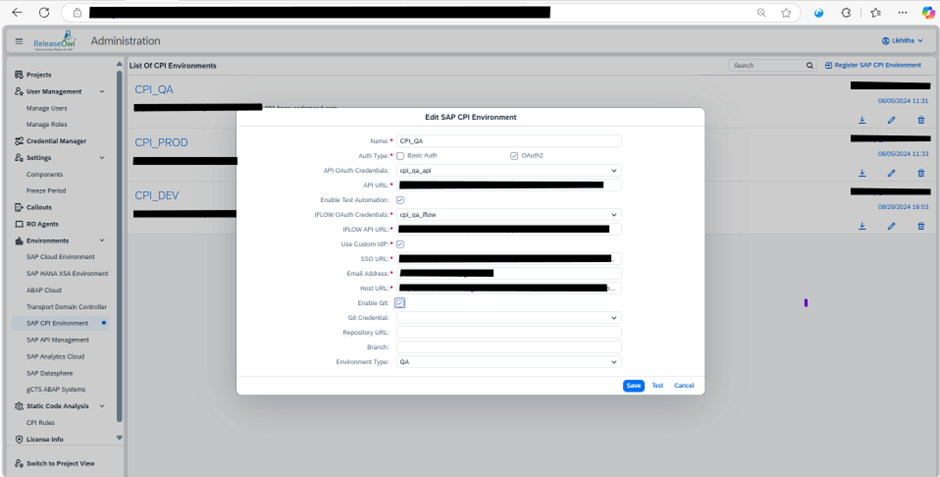 ReleaseOwl
Administration
Likhitha
Projects
User Management
Manage Users
Manage Roles
Credential Manager
Settings
Components
Freeze Period
Callouts
RO Agents
Environments
SAP Cloud Environment
SAP HANA XSA Environment
ABAP Cloud
Transport Domain Controller
SAP CPI Environment
SAP API Management
SAP Analytics Cloud
SAP Datasphere
gCTS ABAP Systems
Static Code Analysis
CPI Rules
License Info
Switch to Project View
List Of CPI Environments
Search
Register SAP CPI Environment
CPI_QA
06/05/2024 11:31
CPI_PROD
06/05/2024 11:33
CPI_DEV
08/29/2024 16:03
Edit SAP CPI Environment
Name:* CPI_QA
Auth Type:* Basic Auth OAuth2
API OAuth Credentials: cpi_qa_api
API URL:*
Enable Test Automation:
IFLOW OAuth Credentials:* cpi_qa_iflow
IFLOW API URL:*
Use Custom IdP:*
SSO URL:*
Email Address:*
Host URL:*
Enable Git:
Git Credential:
Repository URL:
Branch:
Environment Type: QA
Save Test Cancel